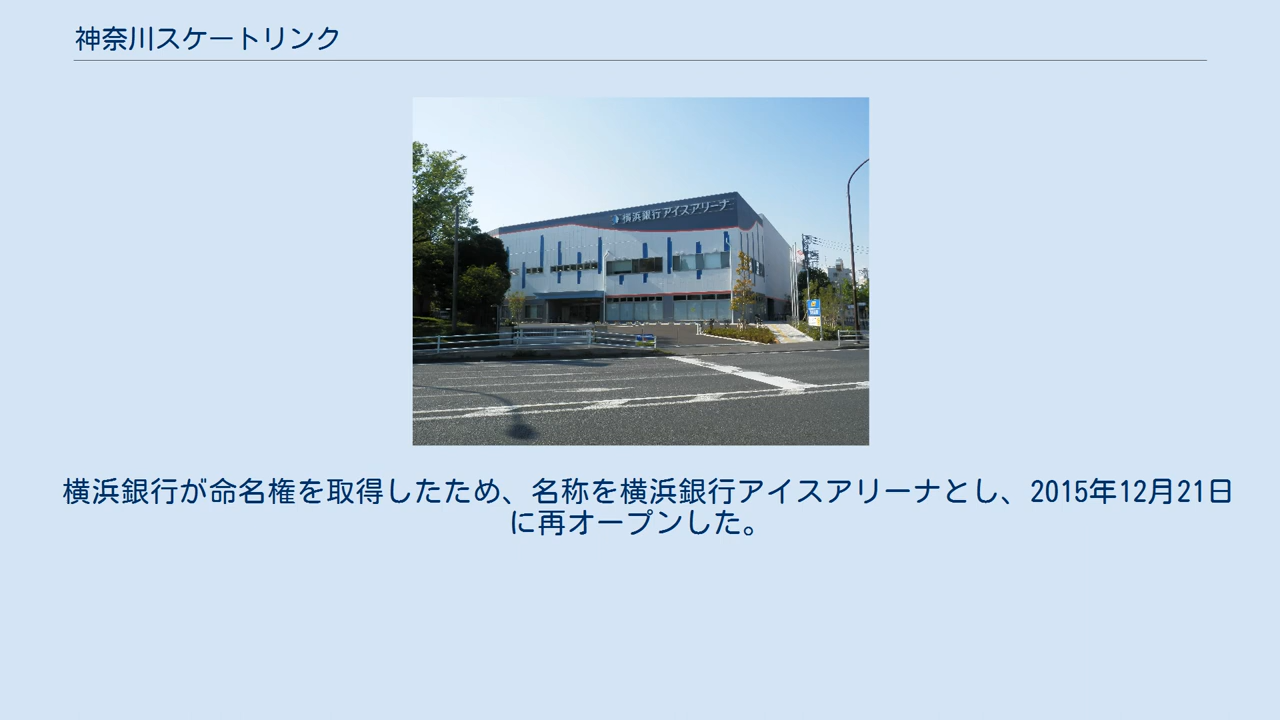 神奈川スケートリンク
横浜銀行アイスアリーナ
横浜銀行が命名権を取得したため、名称を横浜銀行アイスアリーナとし、2015年12月21日
に再オープンした。